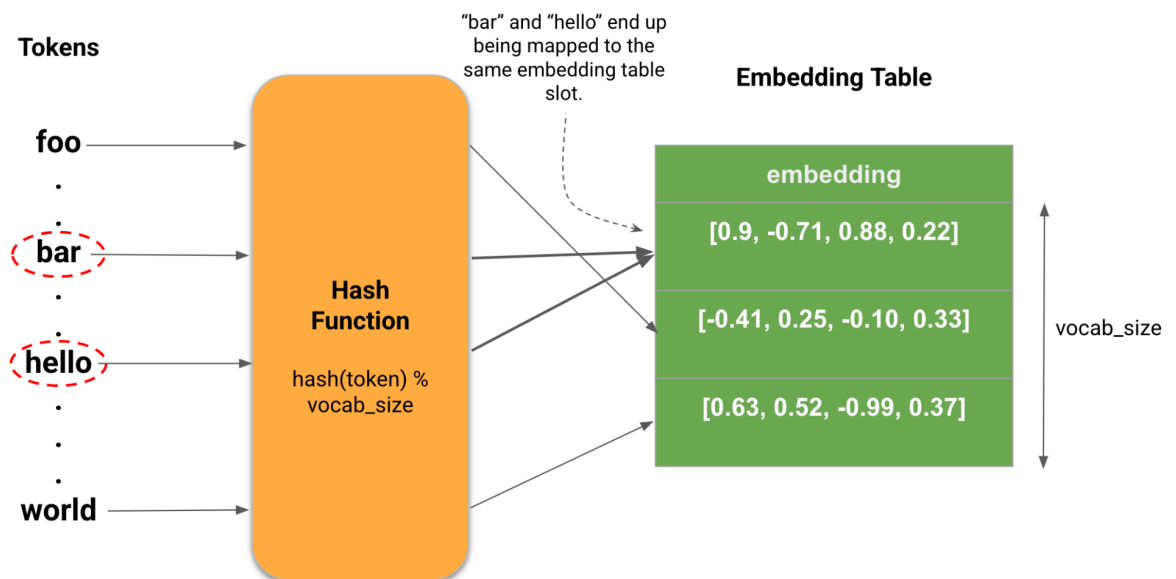 Tokens
“bar” and “hello” end up
being mapped to the
same embedding table
slot.
Embedding Table
foo
.
.
bar
.
.
hello
.
.
.
world
Hash
Function
hash(token) %
vocab_size
embedding
[0.9, -0.71, 0.88, 0.22]
[-0.41, 0.25, -0.10, 0.33]
[0.63, 0.52, -0.99, 0.37]
vocab_size